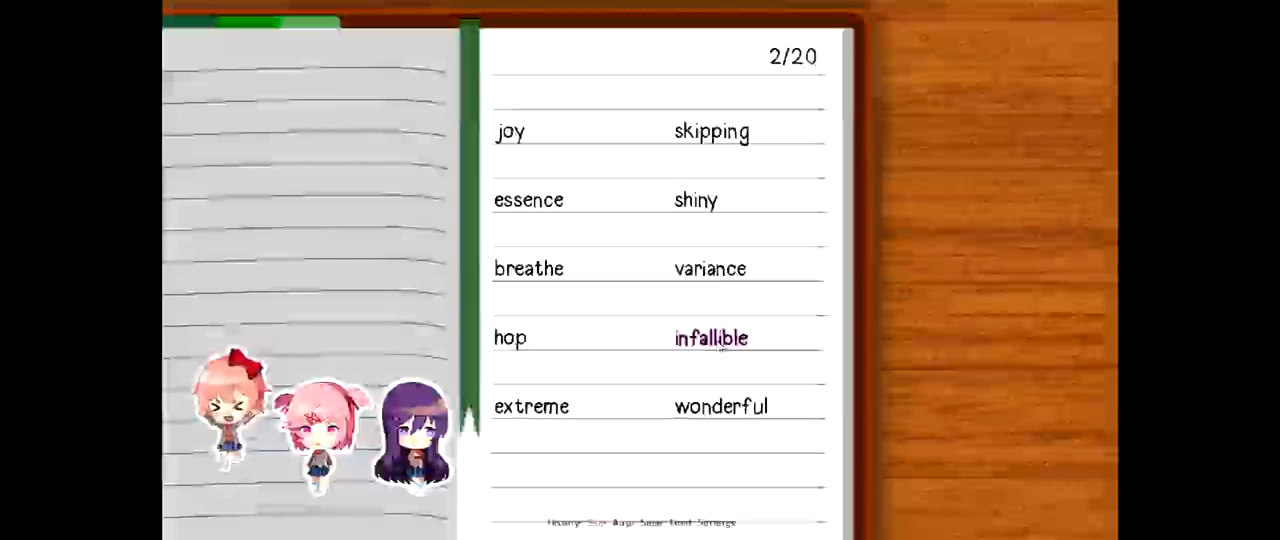 2/20
joy skipping
essence shiny
breathe variance
hop infallible
extreme wonderful